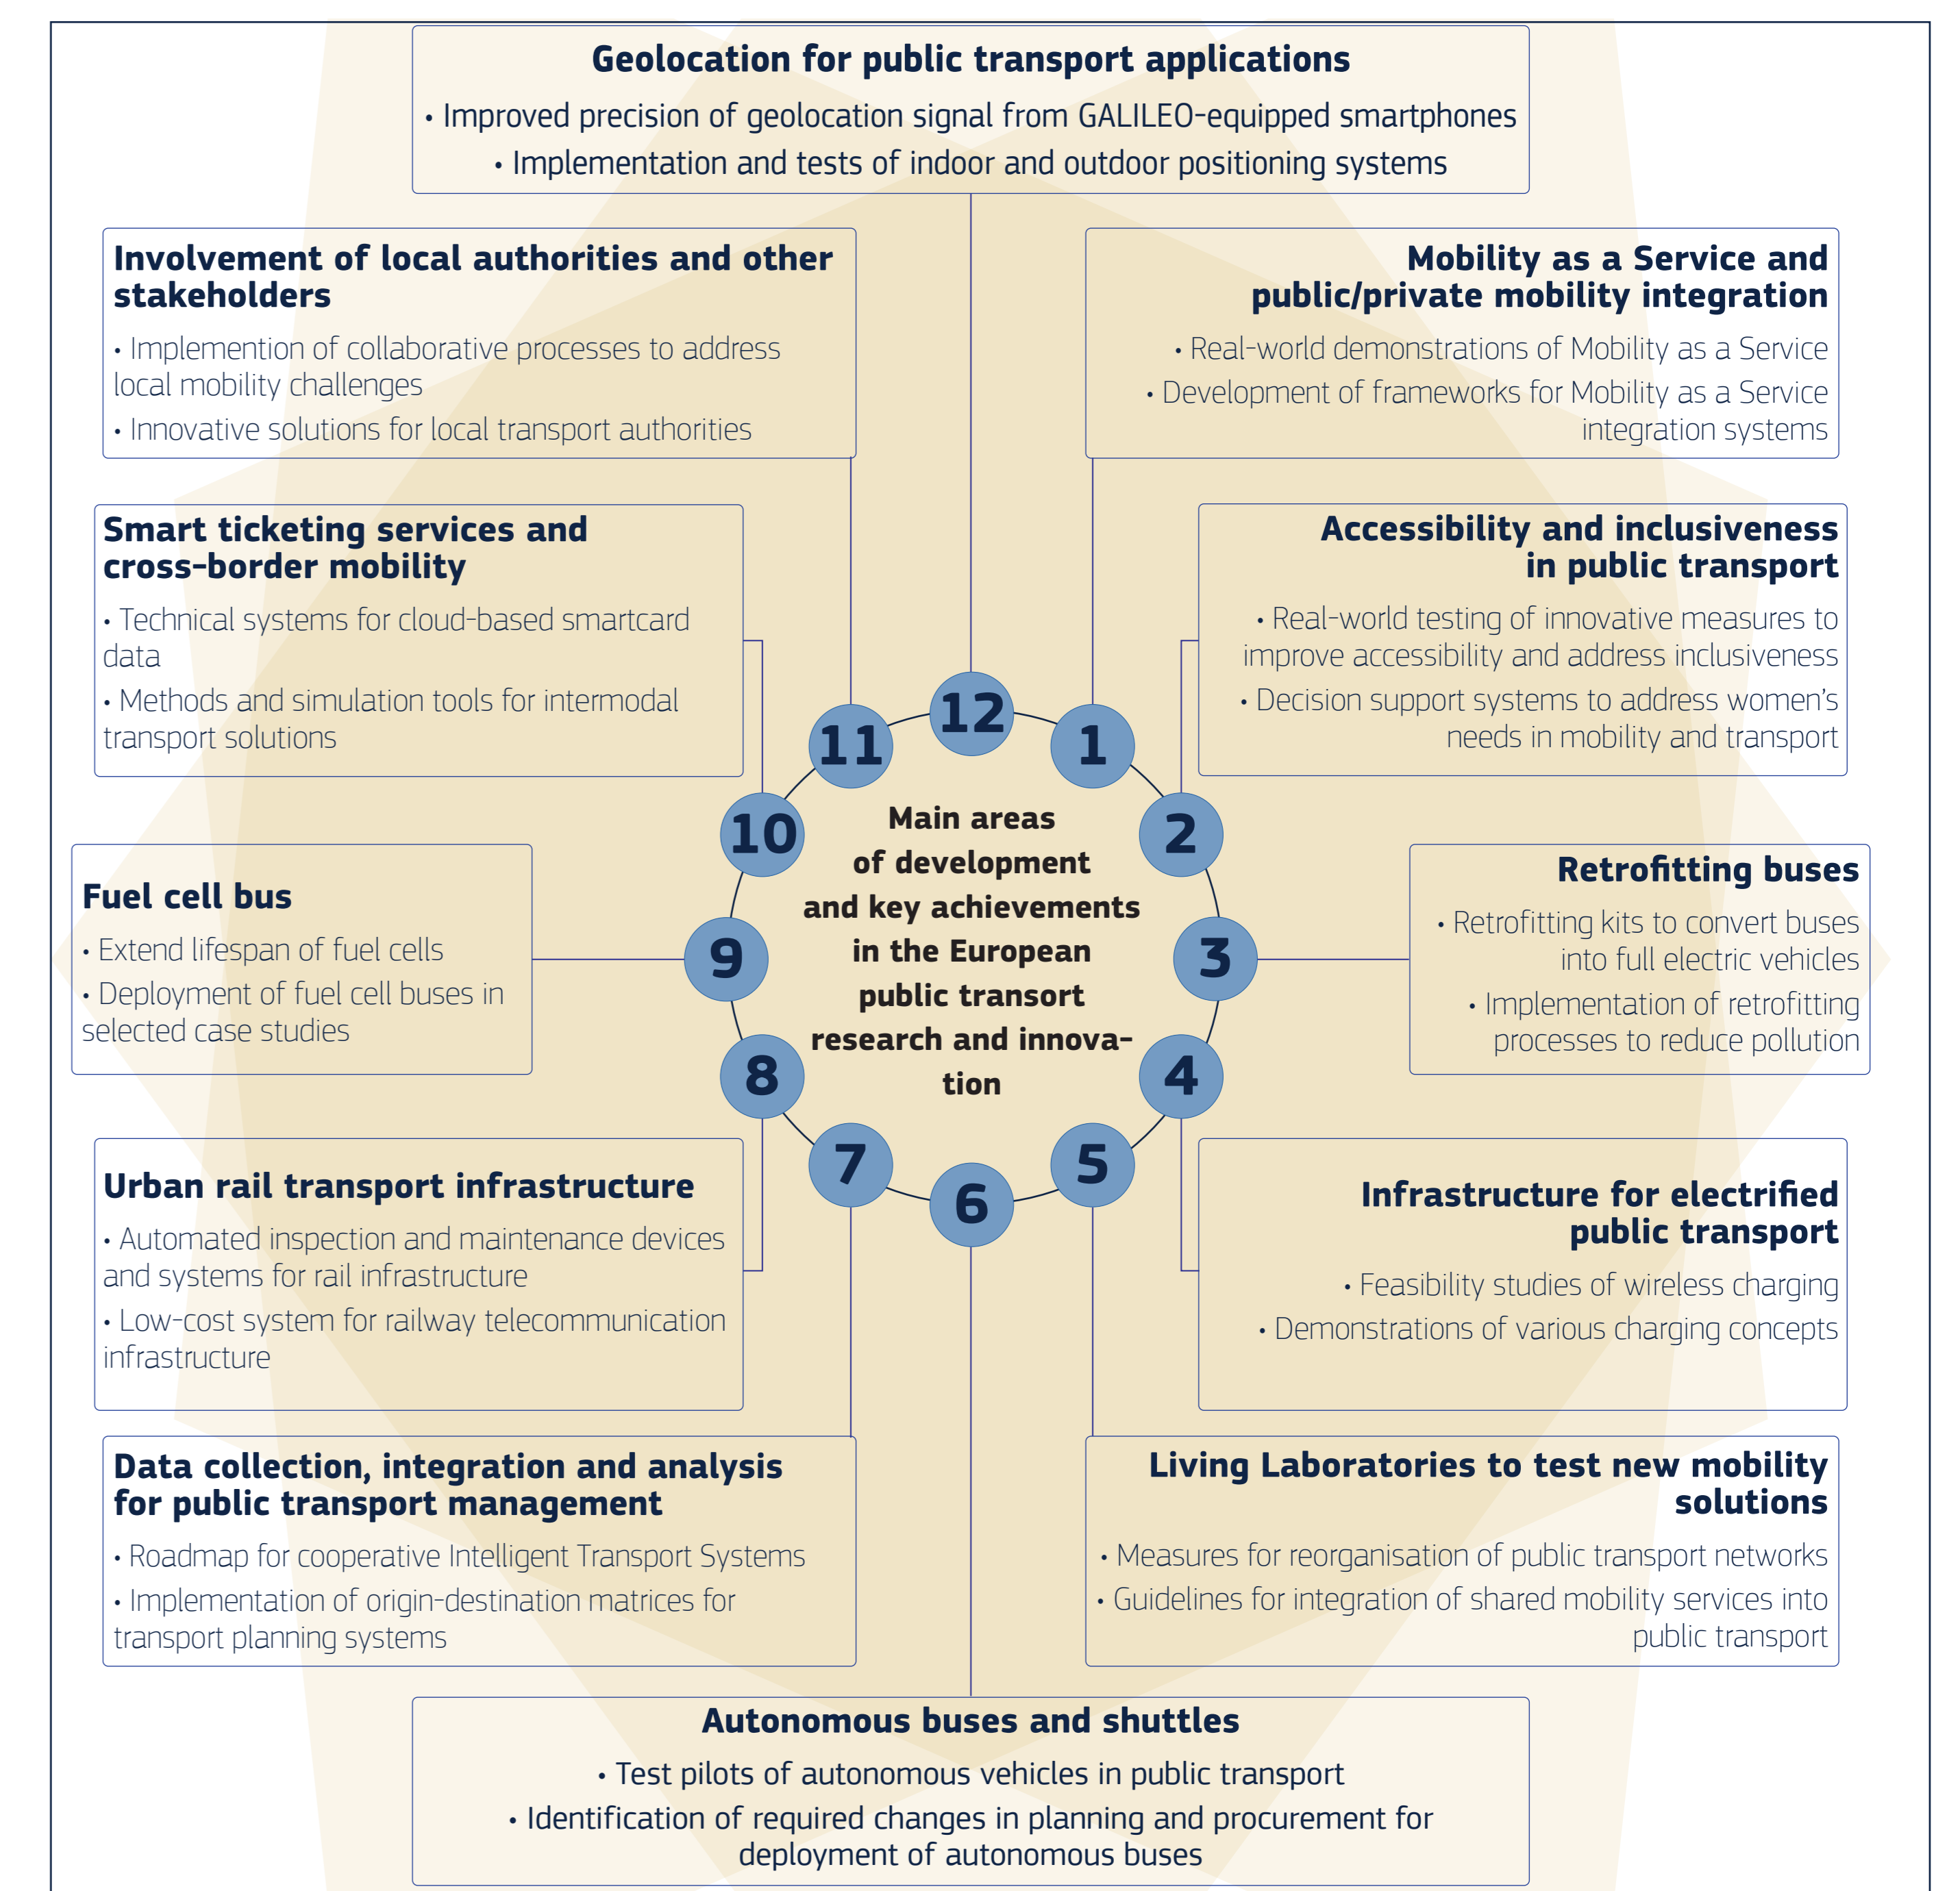 Geolocation for public transport applications
• Improved precision of geolocation signal from GALILEO-equipped smartphones
• Implementation and tests of indoor and outdoor positioning systems
Involvement of local authorities and other
stakeholders
• Implemention of collaborative processes to address
local mobility challenges
• Innovative solutions for local transport authorities
Mobility as a Service and
public/private mobility integration
• Real-world demonstrations of Mobility as a Service
• Development of frameworks for Mobility as a Service
integration systems
Smart ticketing services and
cross-border mobility
• Technical systems for cloud-based smartcard
data
• Methods and simulation tools for intermodal
transport solutions
Accessibility and inclusiveness
in public transport
• Real-world testing of innovative measures to
improve accessibility and address inclusiveness
• Decision support systems to address women's
needs in mobility and transport
12
11
1
10
2
9
3
8
4
7
5
6
Main areas
of development
and key achievements
in the European
public transort
research and innova-
tion
Fuel cell bus
• Extend lifespan of fuel cells
• Deployment of fuel cell buses in
selected case studies
Retrofitting buses
• Retrofitting kits to convert buses
into full electric vehicles
• Implementation of retrofitting
processes to reduce pollution
Urban rail transport infrastructure
• Automated inspection and maintenance devices
and systems for rail infrastructure
• Low-cost system for railway telecommunication
infrastructure
Infrastructure for electrified
public transport
• Feasibility studies of wireless charging
• Demonstrations of various charging concepts
Data collection, integration and analysis
for public transport management
• Roadmap for cooperative Intelligent Transport Systems
• Implementation of origin-destination matrices for
transport planning systems
Living Laboratories to test new mobility
solutions
• Measures for reorganisation of public transport networks
• Guidelines for integration of shared mobility services into
public transport
Autonomous buses and shuttles
• Test pilots of autonomous vehicles in public transport
• Identification of required changes in planning and procurement for
deployment of autonomous buses